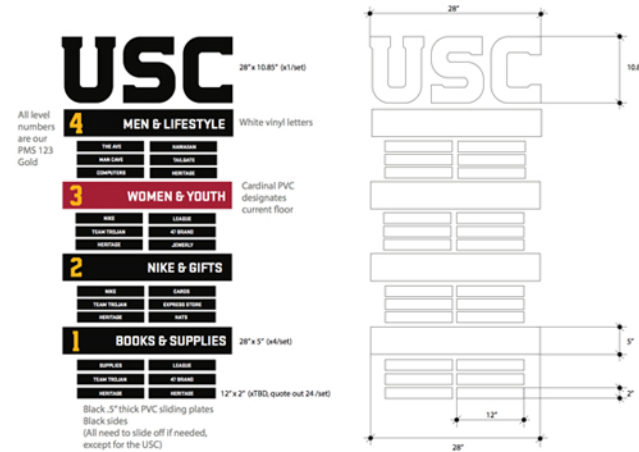 28"
USC
28" x 10.85" (x1/set)
10.8
All level
numbers
are our
PMS 123
Gold
4 MEN & LIFESTYLE
White vinyl letters
THE AVE HAWAIIAN
MAN CAVE TAILGATE
COMPUTERS HERITAGE
3 WOMEN & YOUTH
Cardinal PVC
designates
current floor
NIKE LEAGUE
TEAM TROJAN 47 BRAND
HERITAGE JEWERLY
2 NIKE & GIFTS
NIKE CARDS
TEAM TROJAN EXPRESS STORE
HERITAGE HATS
1 BOOKS & SUPPLIES
28" x 5" (x4/set)
5"
SUPPLIES LEAGUE
TEAM TROJAN 47 BRAND
HERITAGE HERITAGE
12" x 2" (xTBD, quote out 24 /set)
2"
12"
Black .5" thick PVC sliding plates
Black sides
(All need to slide off if needed,
except for the USC)
28"